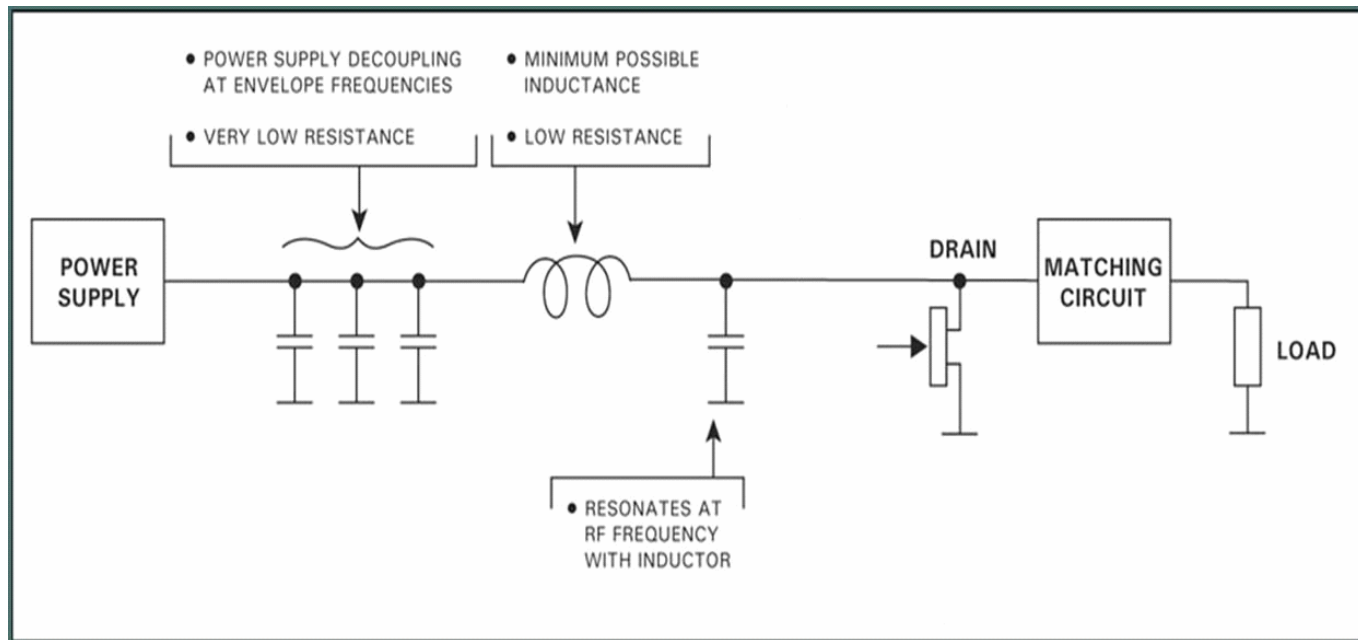 • POWER SUPPLY DECOUPLING
AT ENVELOPE FREQUENCIES
• VERY LOW RESISTANCE
• MINIMUM POSSIBLE
INDUCTANCE
• LOW RESISTANCE
POWER
SUPPLY
DRAIN
MATCHING
CIRCUIT
LOAD
• RESONATES AT
RF FREQUENCY
WITH INDUCTOR